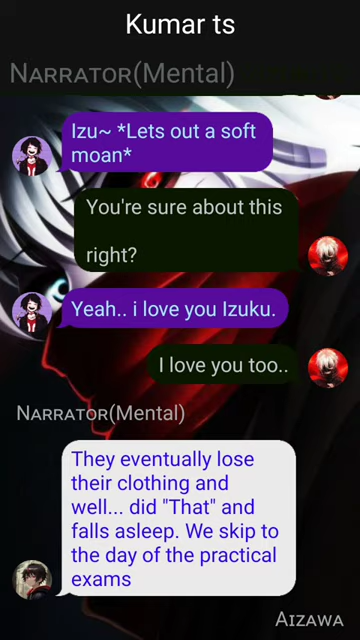 Kumar ts
Narrator(Mental)
Izu~ *Lets out a soft
moan*
You're sure about this
right?
Yeah.. i love you Izuku.
I love you too..
Narrator(Mental)
They eventually lose
their clothing and
well... did "That" and
falls asleep. We skip to
the day of the practical
exams
Aizawa